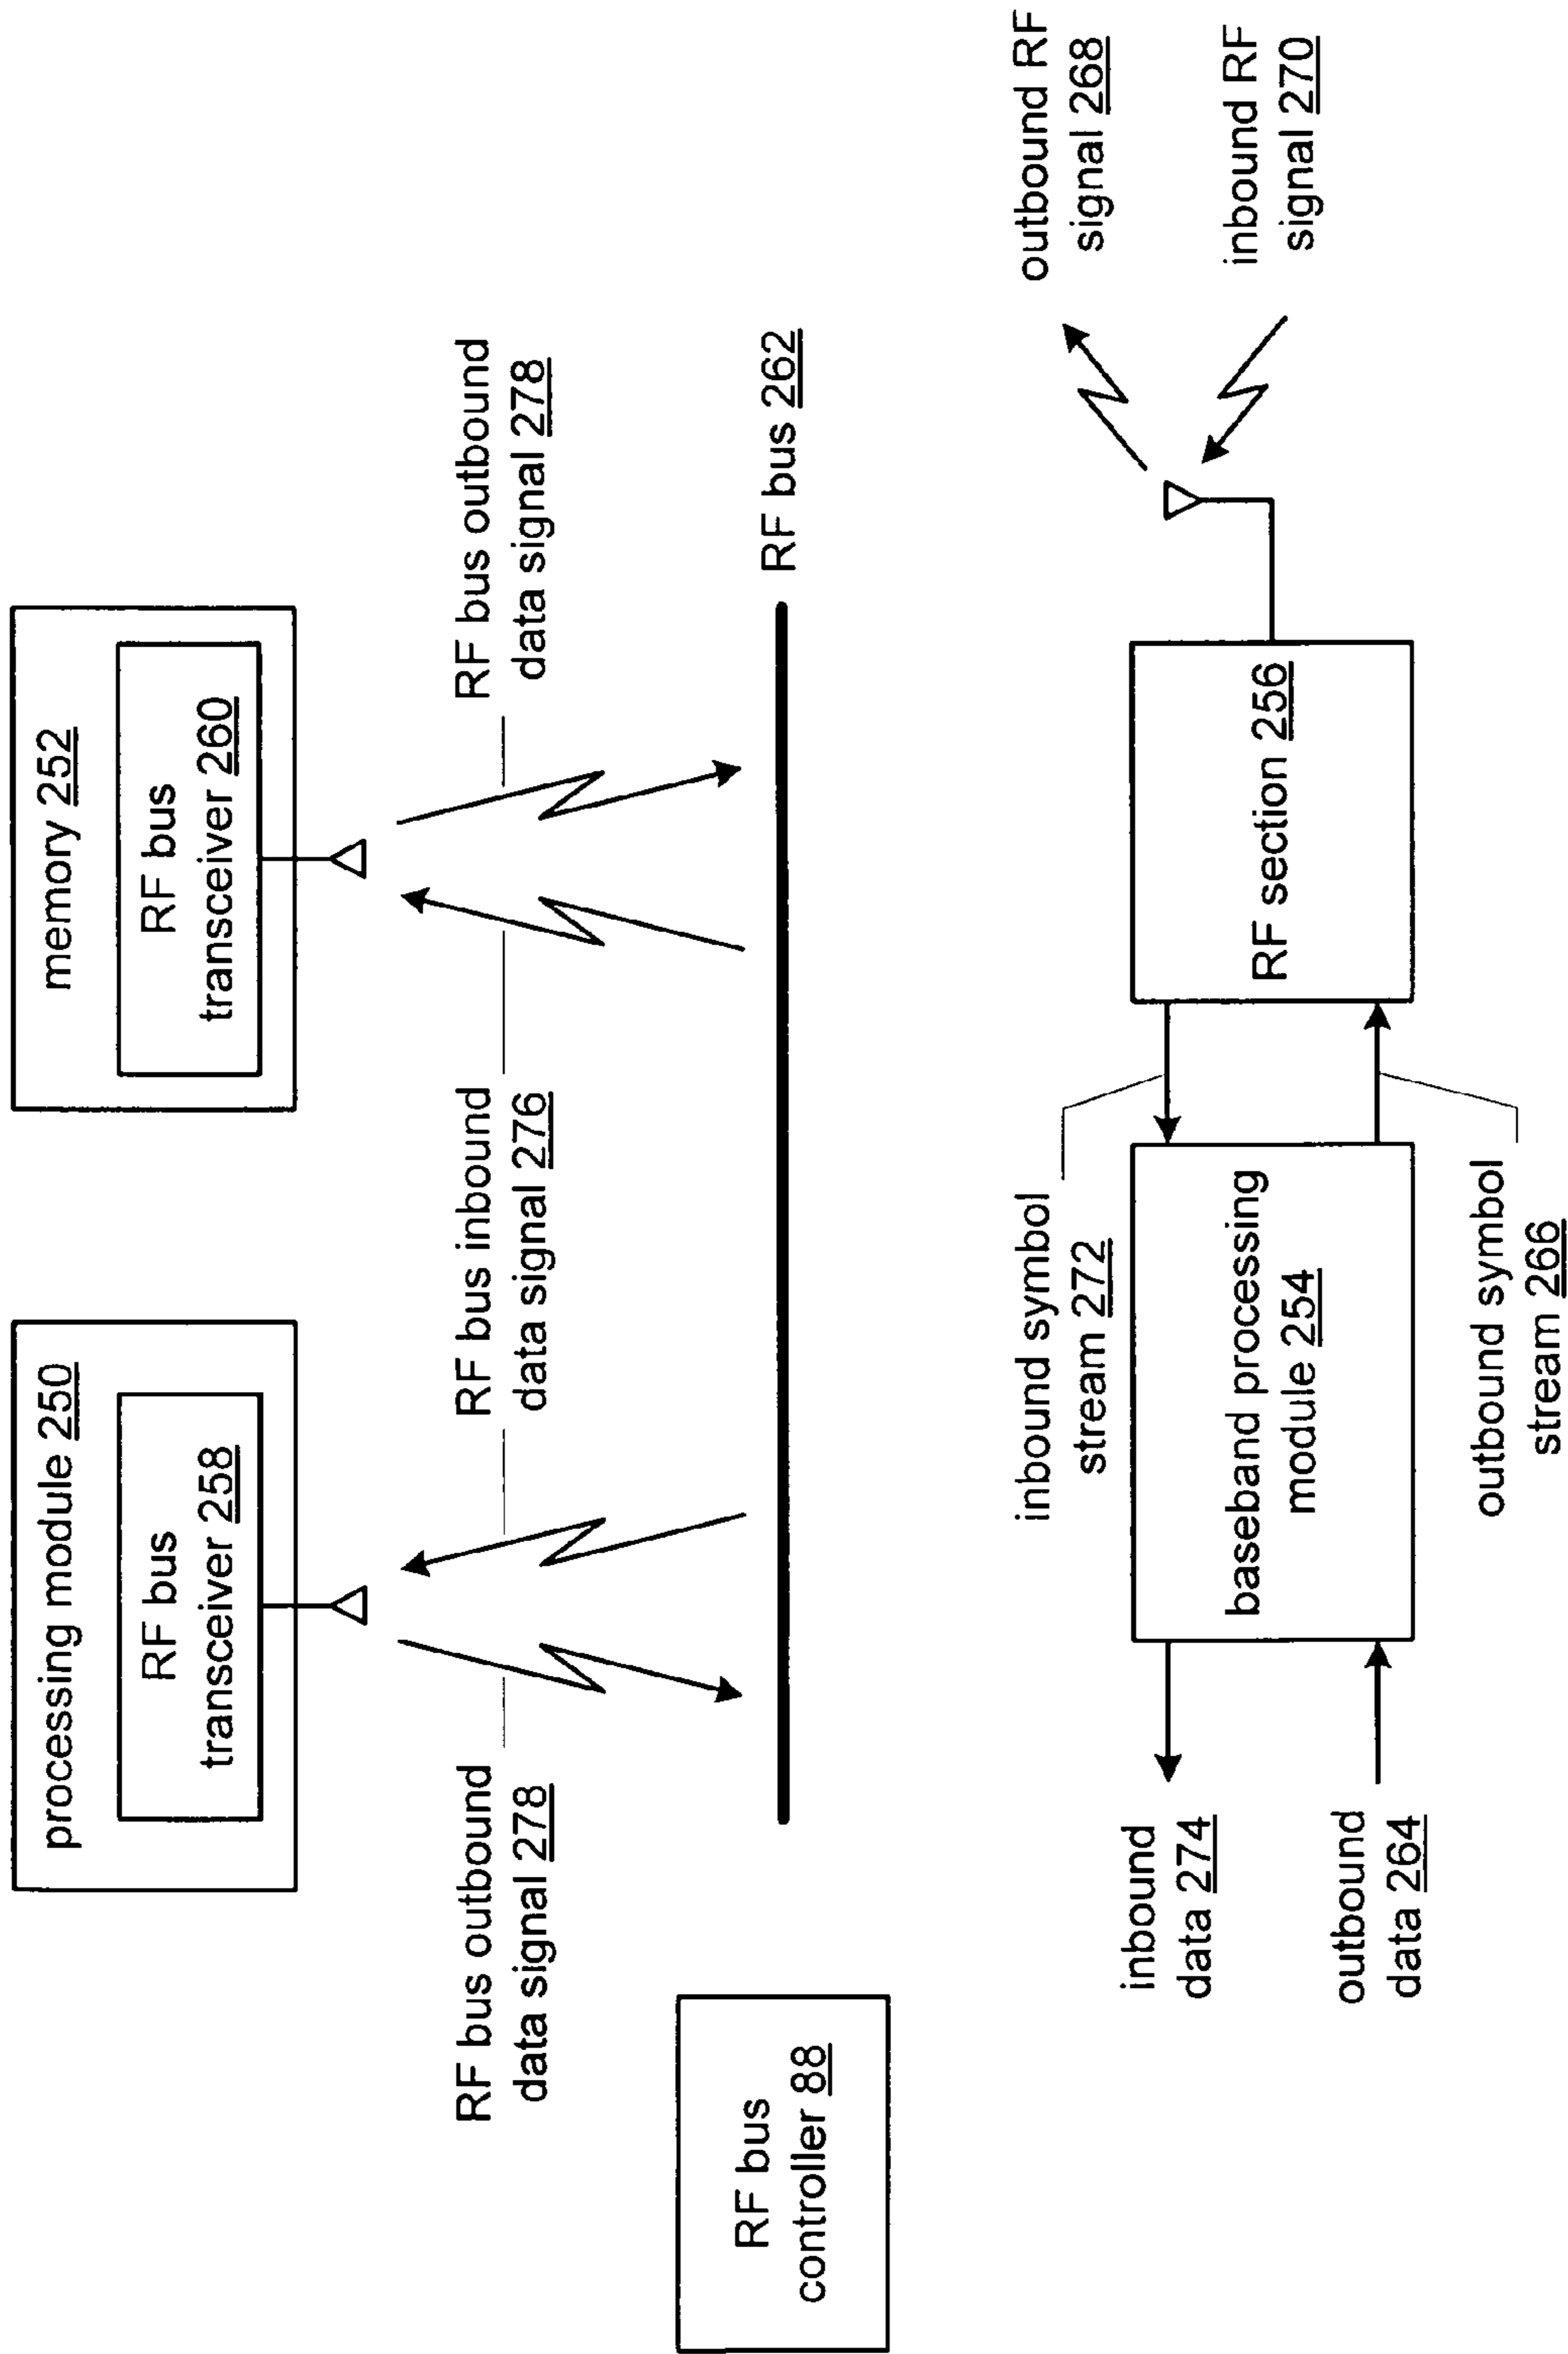 processing module 250
RF bus
transceiver 258
memory 252
RF bus
transceiver 260
RF bus outbound
data signal 278
RF bus inbound
data signal 276
RF bus outbound
data signal 278
RF bus
controller 88
RF bus 262
inbound symbol
stream 272
outbound RF
signal 268
inbound
data 274
baseband processing
module 254
RF section 256
inbound RF
signal 270
outbound
data 264
outbound symbol
stream 266